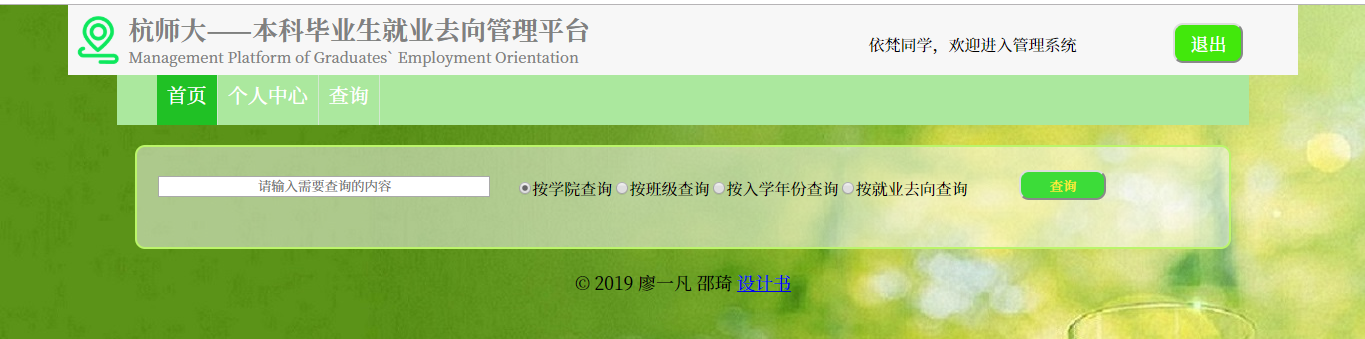 杭师大——本科毕业生就业去向管理平台
Management Platform of Graduates` Employment Orientation
依梵同学，欢迎进入管理系统
退出
首页 个人中心 查询
请输入需要查询的内容 按学院查询 按班级查询 按入学年份查询 按就业去向查询 查询
© 2019 廖一凡 邵琦 设计书